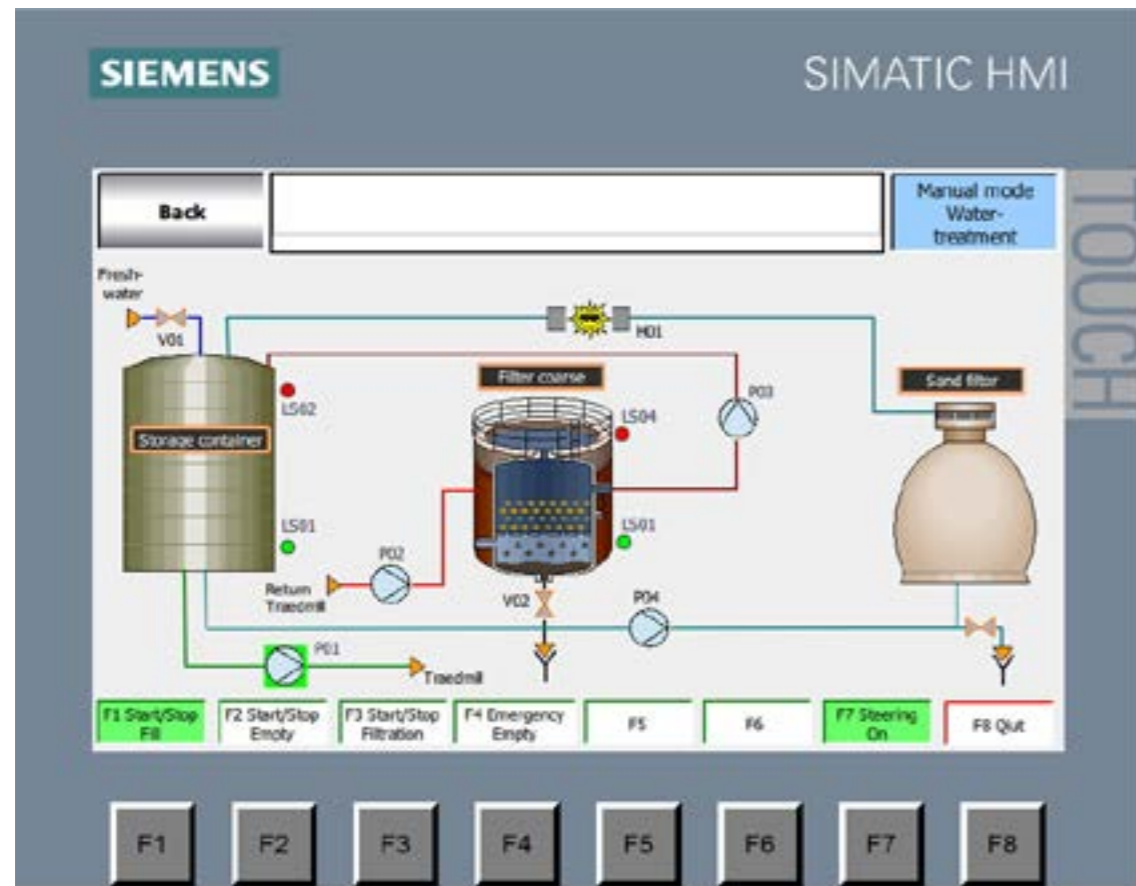 SIEMENS
SIMATIC HMI
TOUCH
Back
Manual mode
Water-
treatment
Fresh-
water
V01
H01
Filter coarse
Sand filter
P03
LS02
LS04
Storage container
LS01
LS01
P02
Return
Traedmill
V02
P04
P01
Traedmill
F1 Start/Stop
Fill
F2 Start/Stop
Empty
F3 Start/Stop
Filtration
F4 Emergency
Empty
F5
F6
F7 Steering
On
F8 Qiut
F1
F2
F3
F4
F5
F6
F7
F8